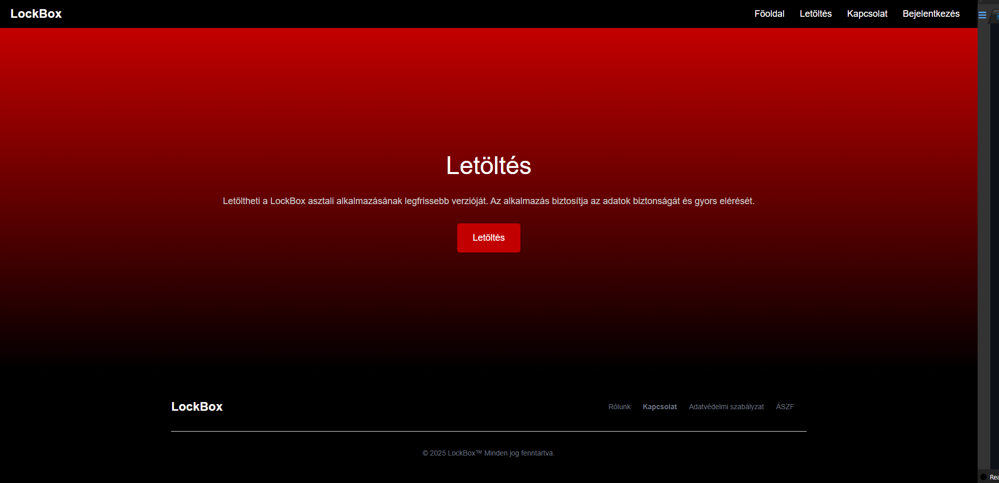 LockBox
Főoldal Letöltés Kapcsolat Bejelentkezés
Letöltés
Letöltheti a LockBox asztali alkalmazásának legfrissebb verzióját. Az alkalmazás biztosítja az adatok biztonságát és gyors elérését.
Letöltés
LockBox
Rólunk Kapcsolat Adatvédelmi szabályzat ÁSZF
© 2025 LockBox™ Minden jog fenntartva.